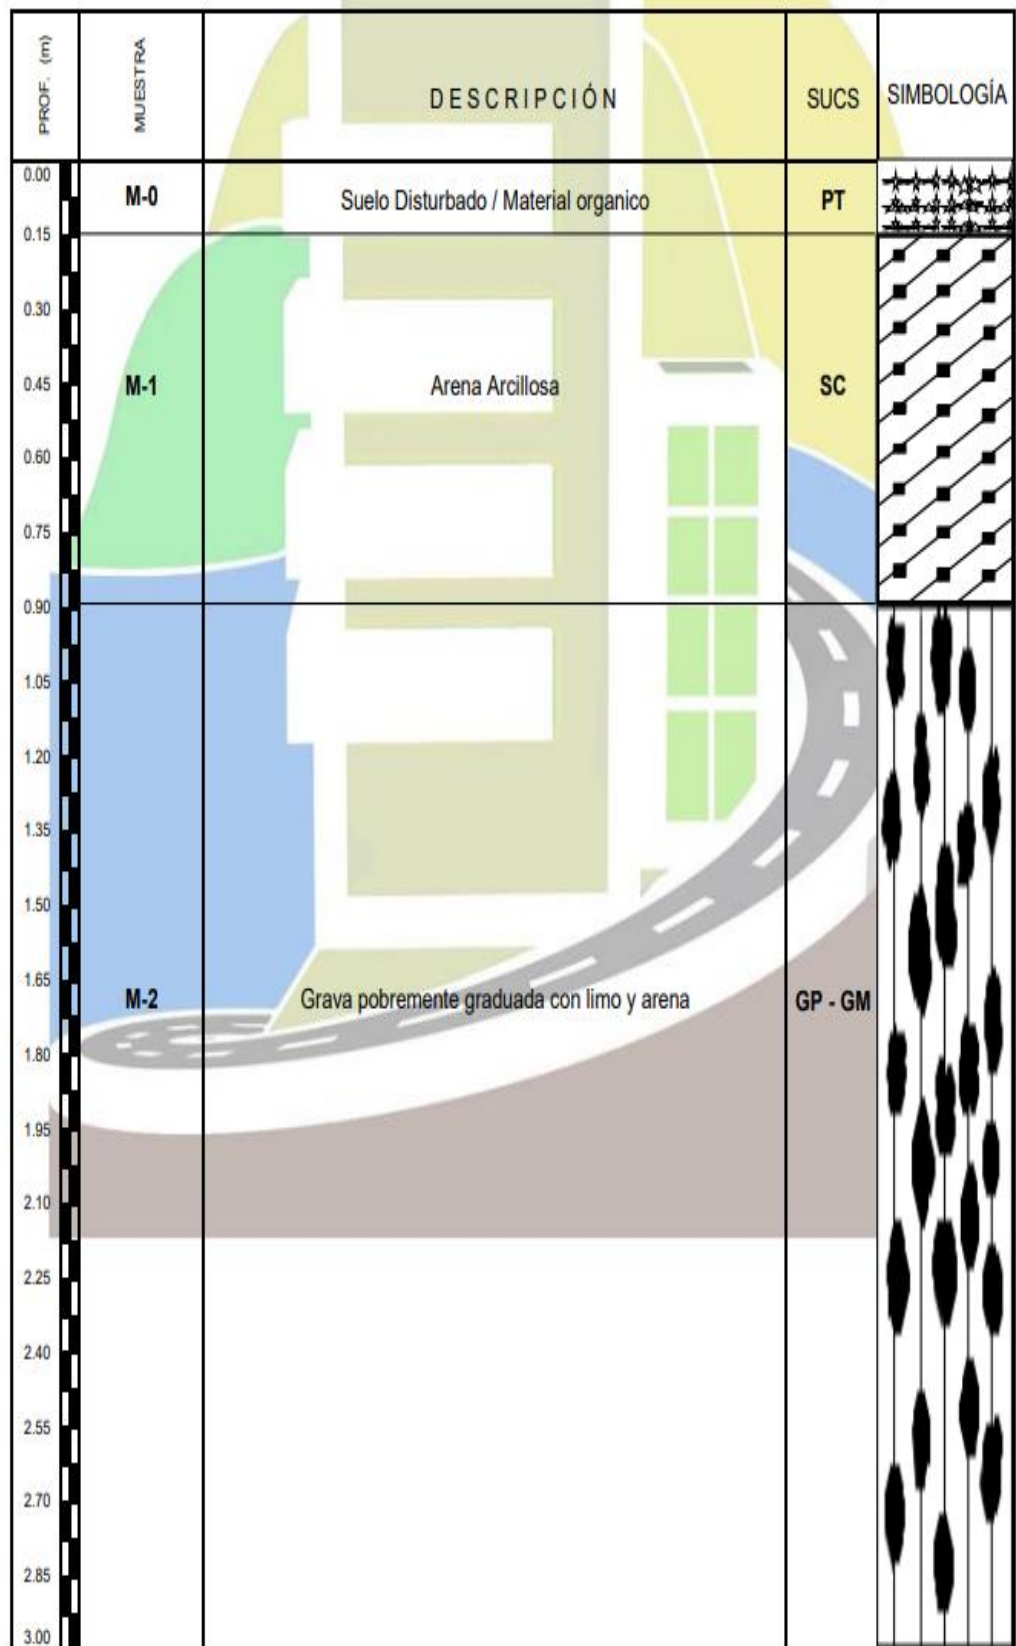 PROF. (m)
MUESTRA
DESCRIPCIÓN
SUCS
SIMBOLOGÍA
0.00
M-0
Suelo Disturbado / Material organico
PT
0.15
0.30
M-1
Arena Arcillosa
SC
0.45
0.60
0.75
0.90
1.05
1.20
1.35
1.50
1.65
M-2
Grava pobremente graduada con limo y arena
GP - GM
1.80
1.95
2.10
2.25
2.40
2.55
2.70
2.85
3.00